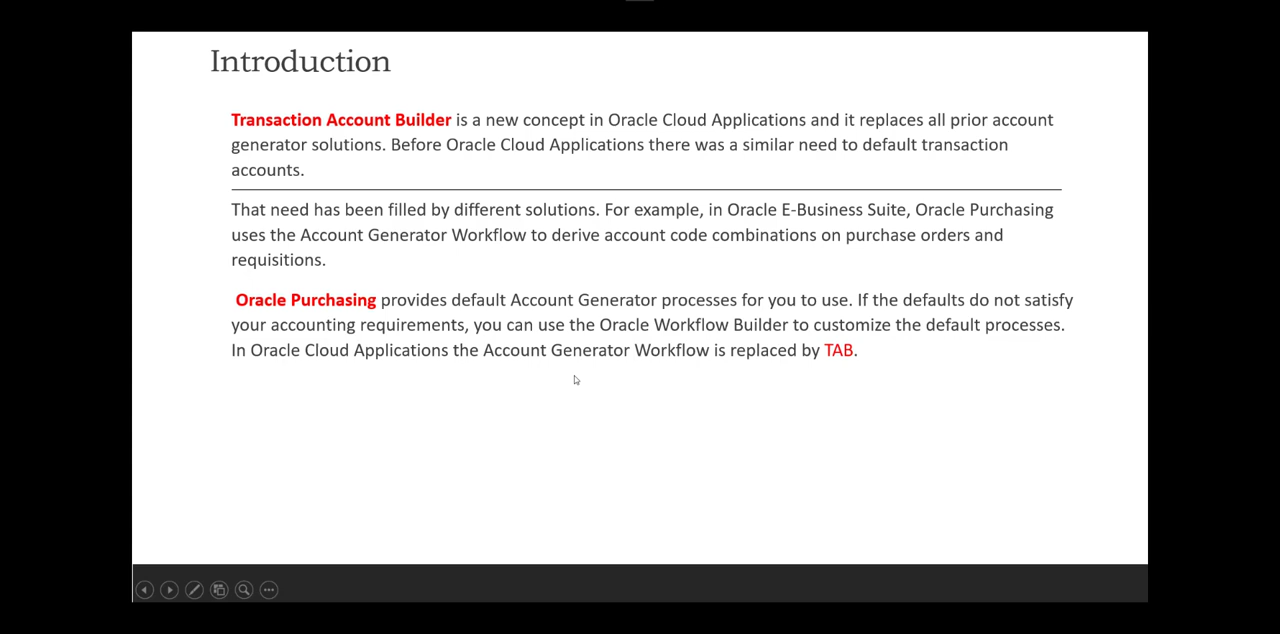 Introduction
Transaction Account Builder is a new concept in Oracle Cloud Applications and it replaces all prior account
generator solutions. Before Oracle Cloud Applications there was a similar need to default transaction
accounts.
That need has been filled by different solutions. For example, in Oracle E-Business Suite, Oracle Purchasing
uses the Account Generator Workflow to derive account code combinations on purchase orders and
requisitions.
Oracle Purchasing provides default Account Generator processes for you to use. If the defaults do not satisfy
your accounting requirements, you can use the Oracle Workflow Builder to customize the default processes.
In Oracle Cloud Applications the Account Generator Workflow is replaced by TAB.